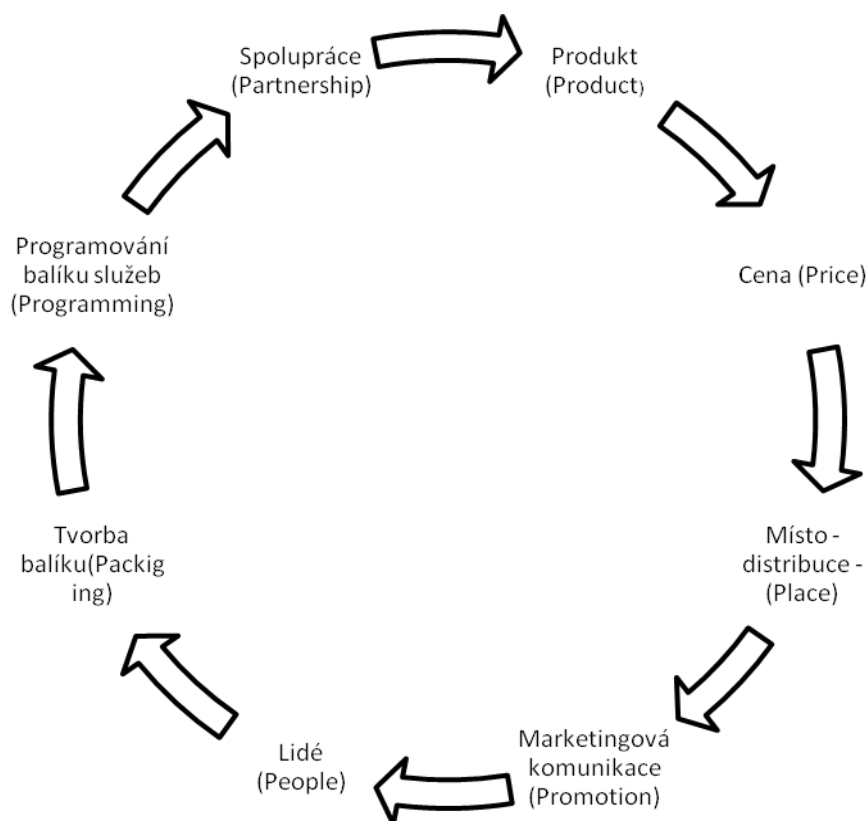 Spolupráce
(Partnership)
Produkt
(Product)
Cena (Price)
Místo -
distribuce -
(Place)
Marketingová
komunikace
(Promotion)
Lidé
(People)
Tvorba
balíku(Packig
ing)
Programování
balíku služeb
(Programming)